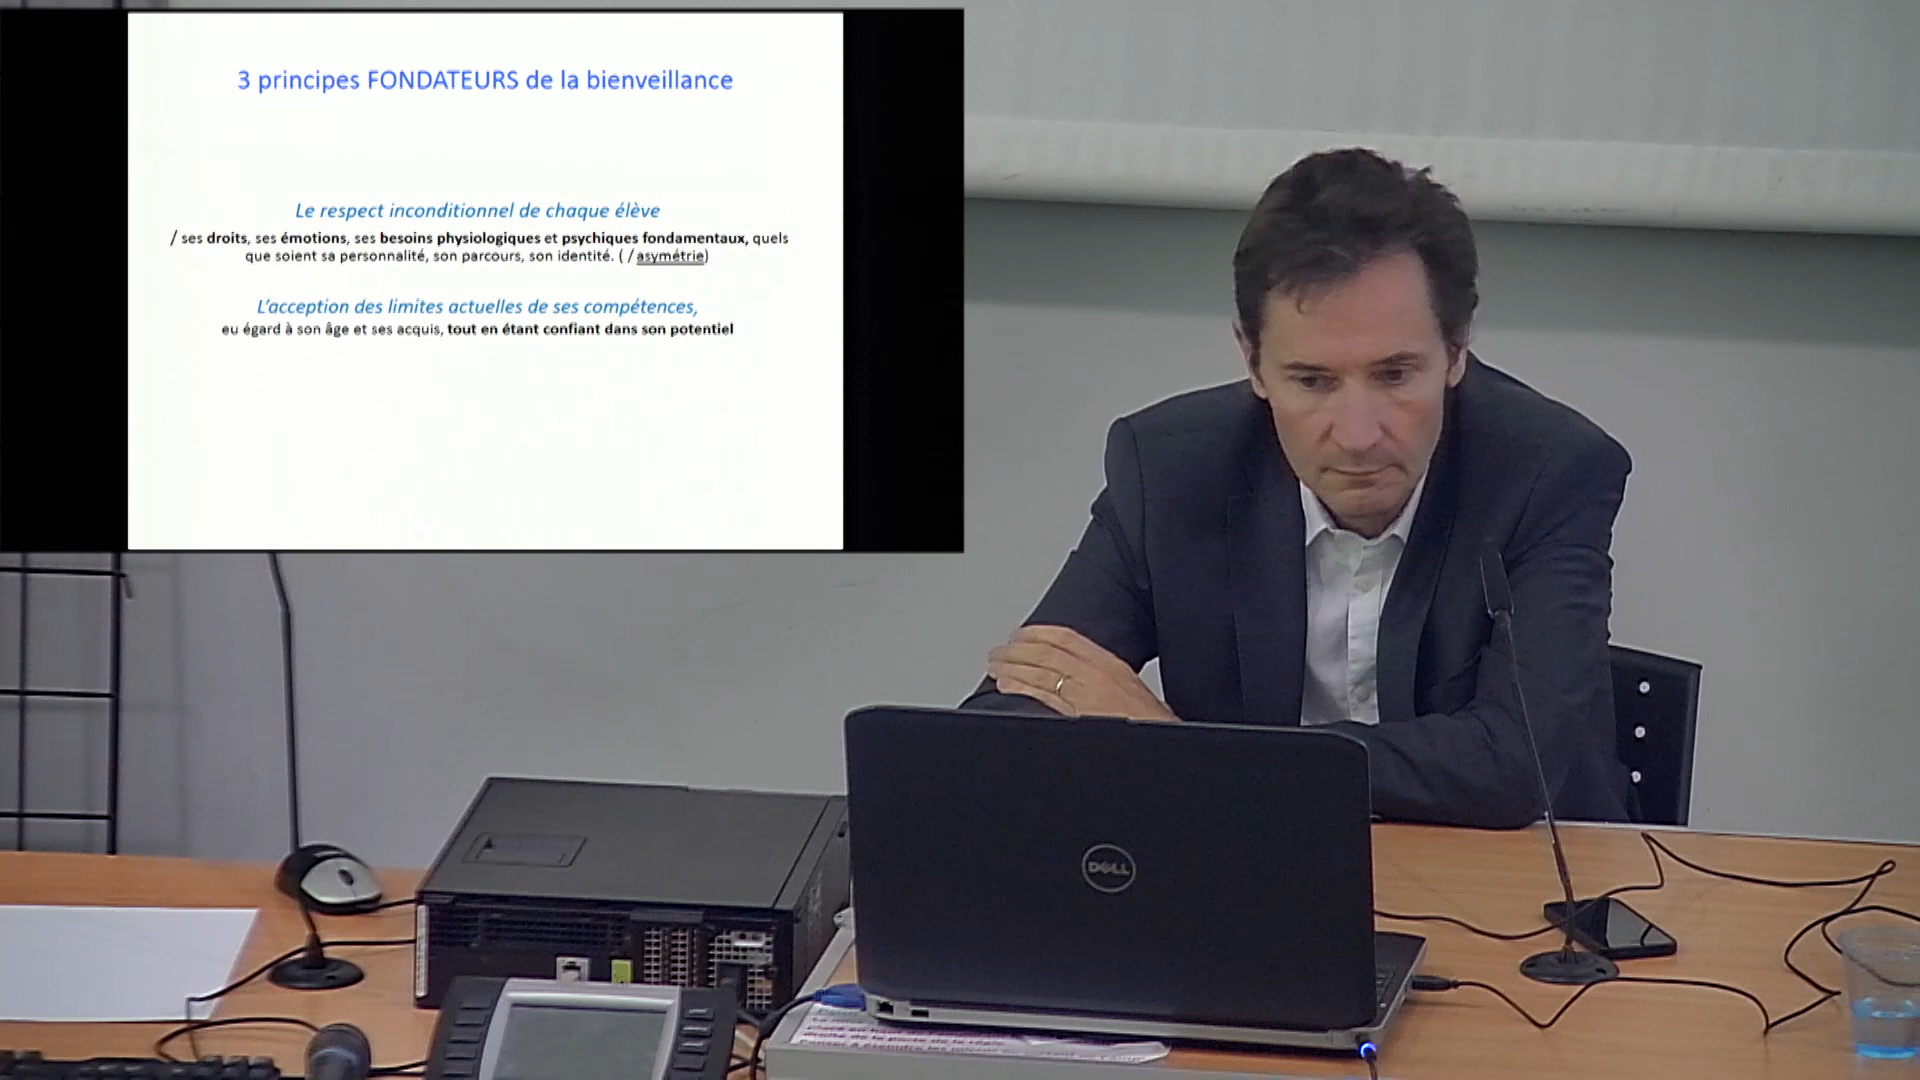 3 principes FONDATEURS de la bienveillance
Le respect inconditionnel de chaque élève
/ ses droits, ses émotions, ses besoins physiologiques et psychiques fondamentaux, quels
que soient sa personnalité, son parcours, son identité. ( / asymétrie)
L'acception des limites actuelles de ses compétences,
eu égard à son âge et ses acquis, tout en étant confiant dans son potentiel
DELL